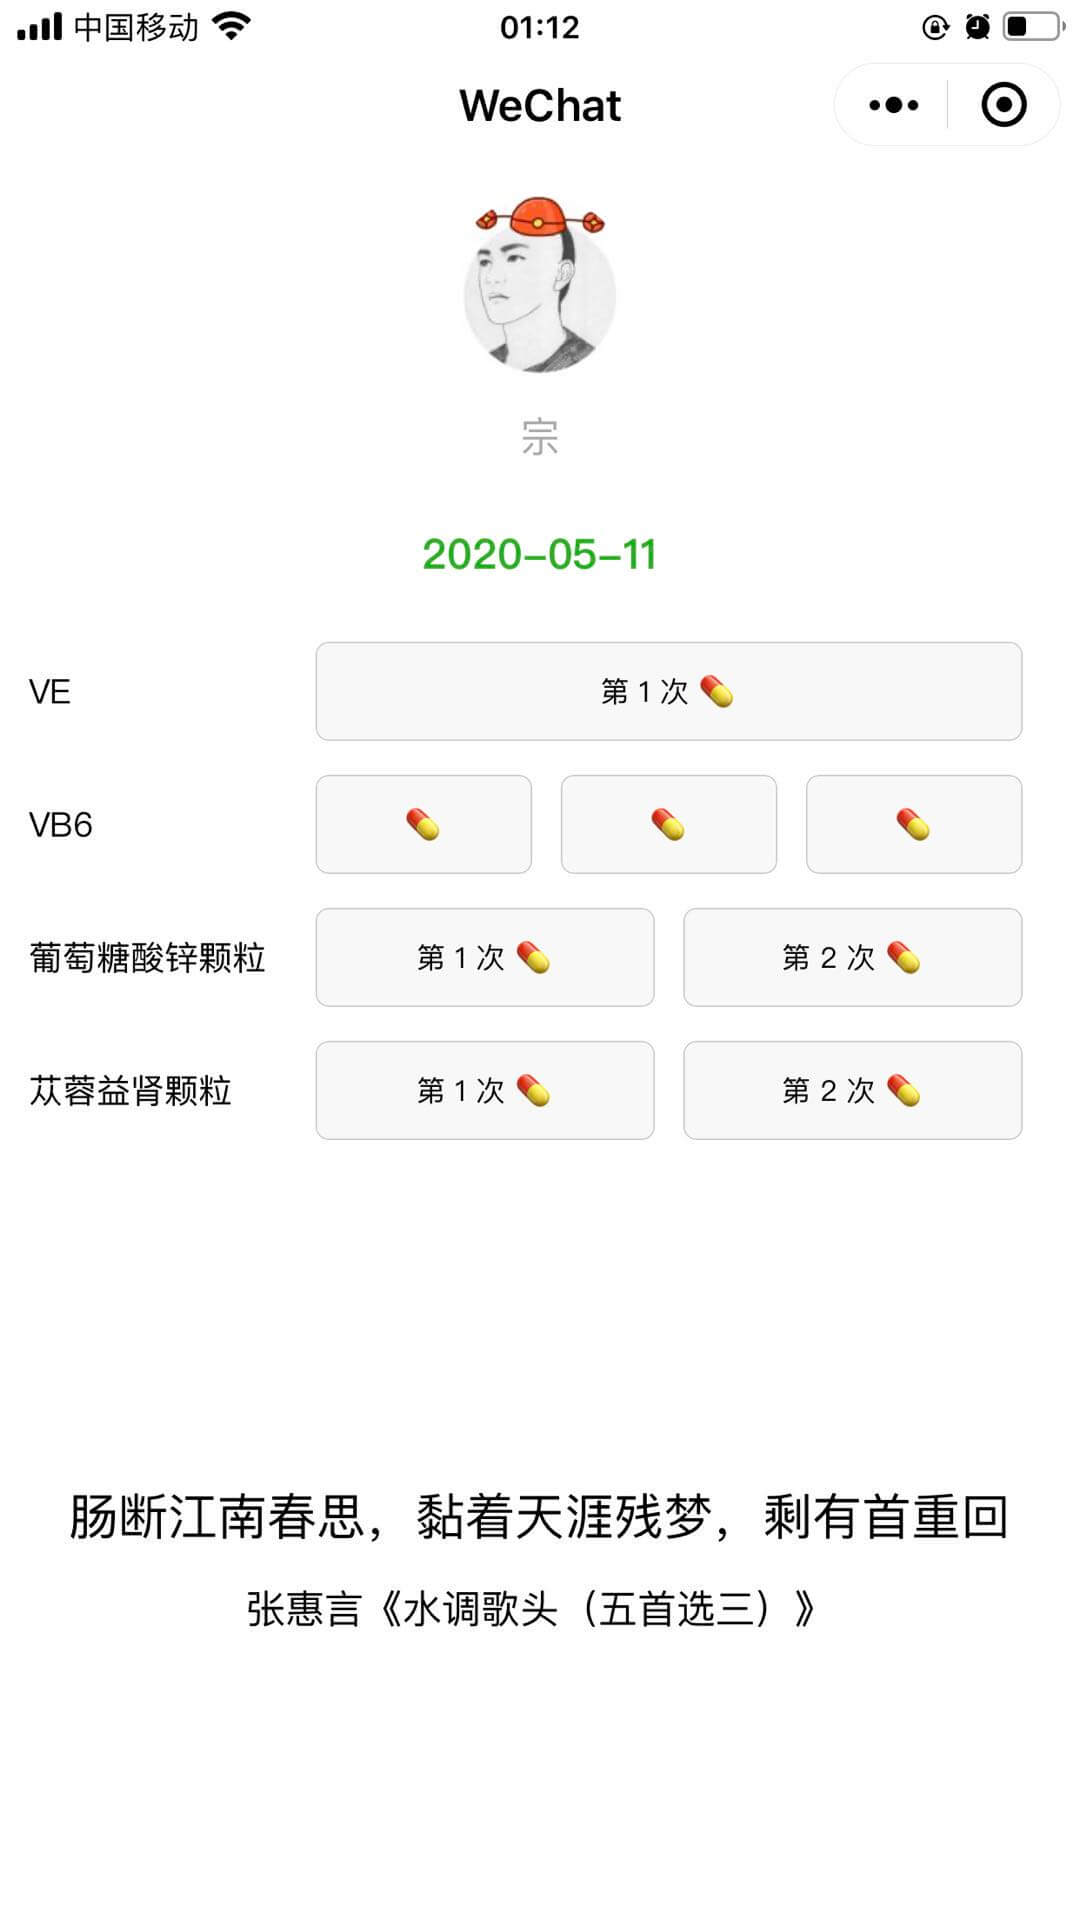 中国移动 01:12
WeChat
宗
2020-05-11
VE 第 1 次
VB6
葡萄糖酸锌颗粒 第 1 次 第 2 次
苁蓉益肾颗粒 第 1 次 第 2 次
肠断江南春思，黏着天涯残梦，剩有首重回
张惠言《水调歌头（五首选三）》